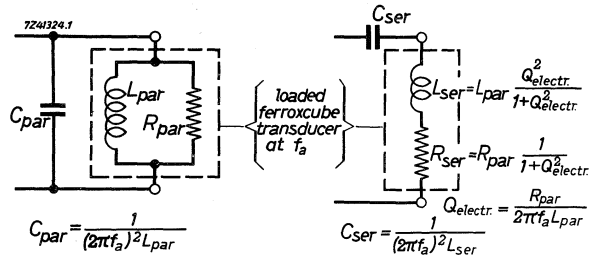 7Z41324.1
C_par
L_par
R_par
C_par = 1/((2πf_a)² L_par)
loaded
ferroxcube
transducer
at f_a
C_ser
L_ser = L_par Q²_electr./(1+Q²_electr.)
R_ser = R_par 1/(1+Q²_electr.)
Q_electr. = R_par/(2πf_a L_par)
C_ser = 1/((2πf_a)² L_ser)